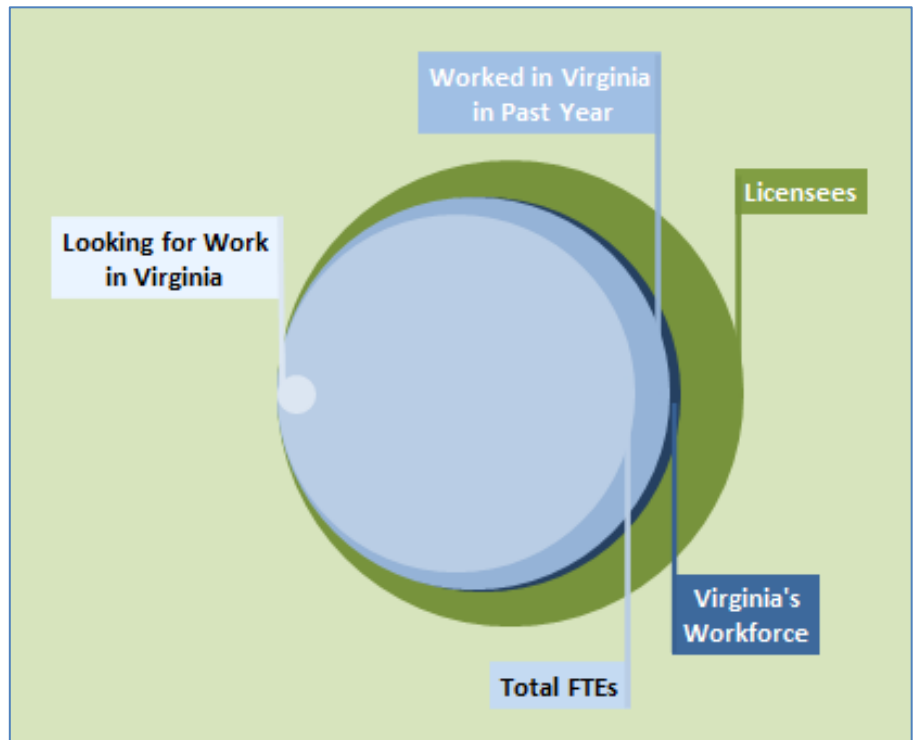 Worked in Virginia
in Past Year
Licensees
Looking for Work
in Virginia
Virginia's
Workforce
Total FTEs